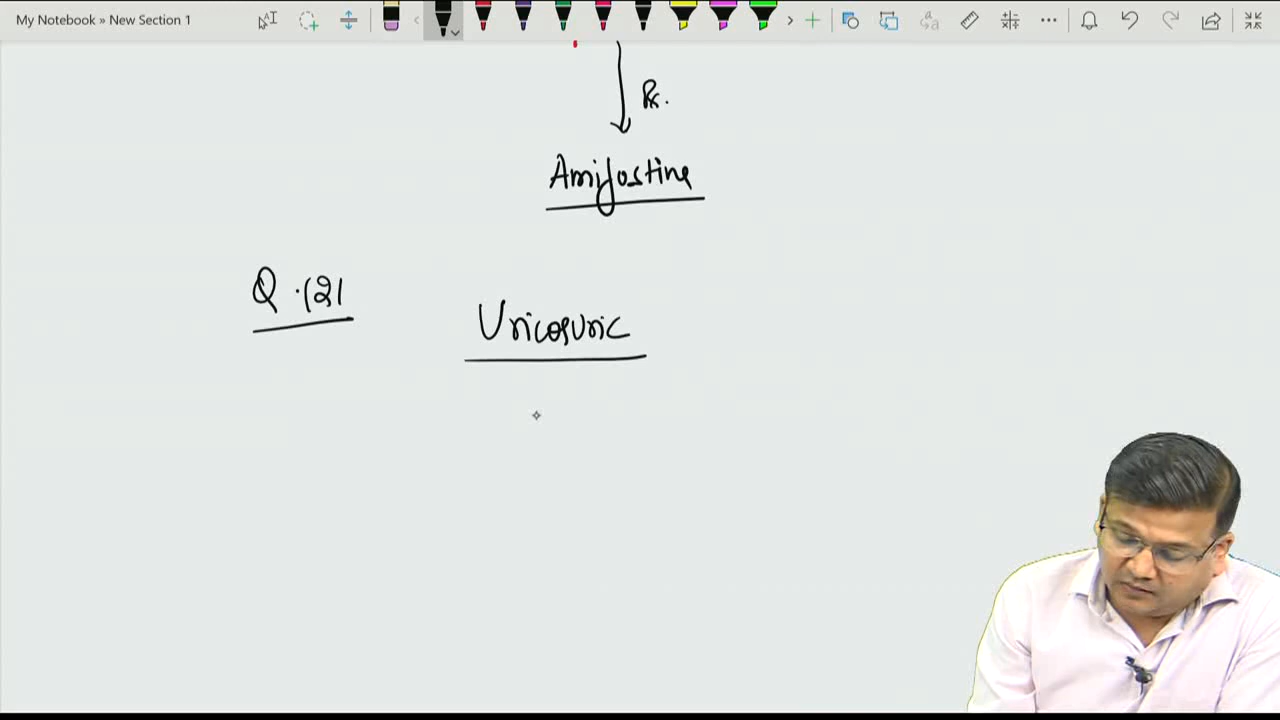 My Notebook » New Section 1
Rx.
Amifostine
Q.121
Uricosuric